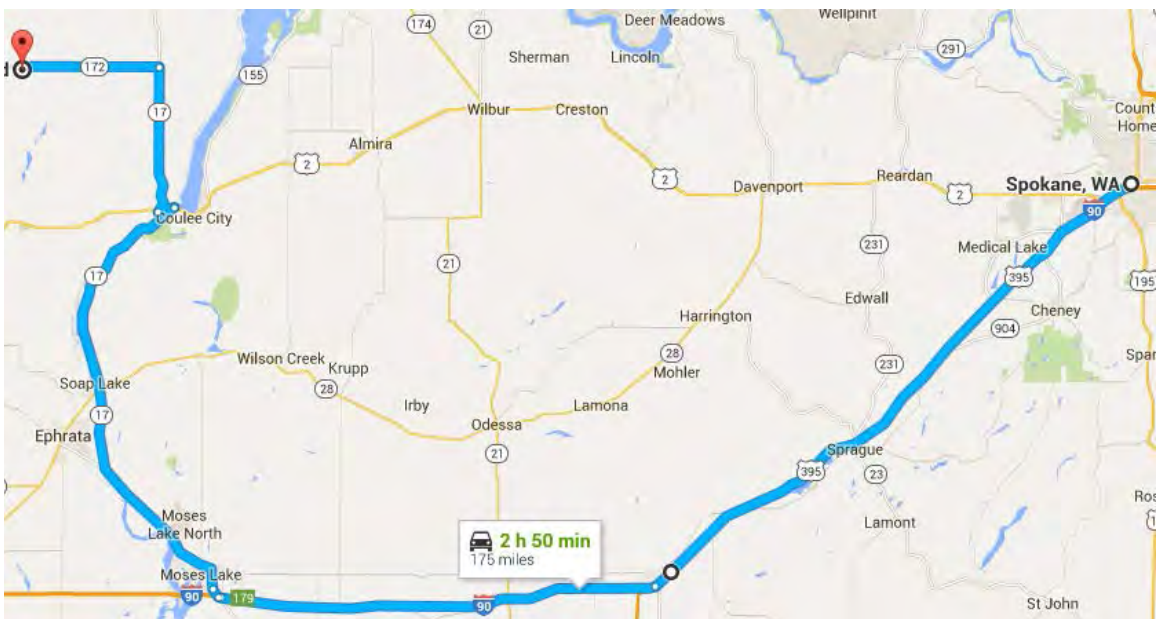 Deer Meadows
Wellpinit
174
21
Sherman
Lincoln
291
172
155
17
Wilbur
Creston
Count
Home
Almira
2
2
Davenport
Reardan
2
Spokane, WA
90
Coulee City
231
Medical Lake
17
21
395
195
Edwall
Cheney
Harrington
904
Wilson Creek
Krupp
28
28
Mohler
231
Spar
Soap Lake
Irby
Lamona
17
Odessa
Ephrata
21
Sprague
395
23
Moses
Lake North
Lamont
Ros
2 h 50 min
175 miles
Moses Lake
90
179
90
St John